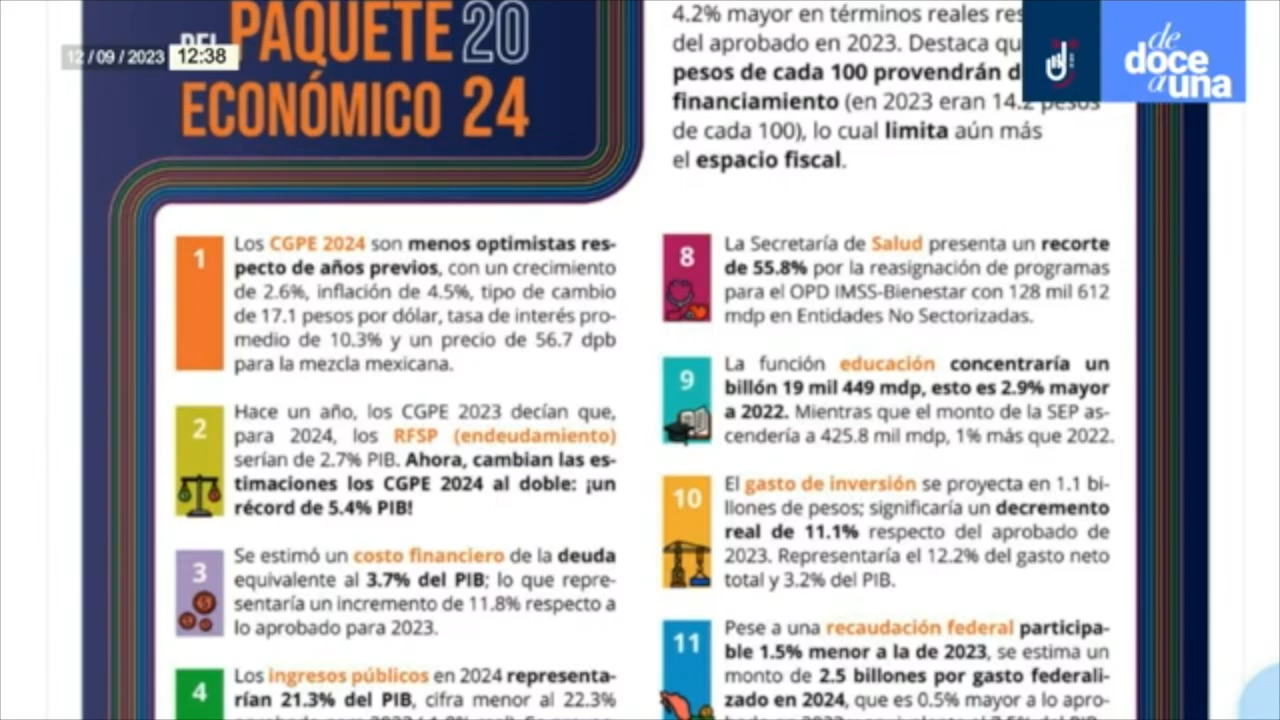 DEL PAQUETE 20
ECONÓMICO 24
12/09/2023 12:38
4.2% mayor en términos reales
del aprobado en 2023. Destaca
pesos de cada 100 provendrán
financiamiento (en 2023 eran 14.2 pesos
de cada 100), lo cual limita aún más
el espacio fiscal.
de
doce
a una
1
Los CGPE 2024 son menos optimistas res-
pecto de años previos, con un crecimiento
de 2.6%, inflación de 4.5%, tipo de cambio
de 17.1 pesos por dólar, tasa de interés pro-
medio de 10.3% y un precio de 56.7 dpb
para la mezcla mexicana.
2
Hace un año, los CGPE 2023 decían que,
para 2024, los RFSP (endeudamiento)
serían de 2.7% PIB. Ahora, cambian las es-
timaciones los CGPE 2024 al doble: ¡un
récord de 5.4% PIB!
3
Se estimó un costo financiero de la deuda
equivalente al 3.7% del PIB; lo que repre-
sentaría un incremento de 11.8% respecto a
lo aprobado para 2023.
4
Los ingresos públicos en 2024 representa-
rían 21.3% del PIB, cifra menor al 22.3%
8
La Secretaría de Salud presenta un recorte
de 55.8% por la reasignación de programas
para el OPD IMSS-Bienestar con 128 mil 612
mdp en Entidades No Sectorizadas.
9
La función educación concentraría un
billón 19 mil 449 mdp, esto es 2.9% mayor
a 2022. Mientras que el monto de la SEP as-
cendería a 425.8 mil mdp, 1% más que 2022.
10
El gasto de inversión se proyecta en 1.1 bi-
llones de pesos; significaría un decremento
real de 11.1% respecto del aprobado de
2023. Representaría el 12.2% del gasto neto
total y 3.2% del PIB.
11
Pese a una recaudación federal participa-
ble 1.5% menor a la de 2023, se estima un
monto de 2.5 billones por gasto federali-
zado en 2024, que es 0.5% mayor a lo apro-